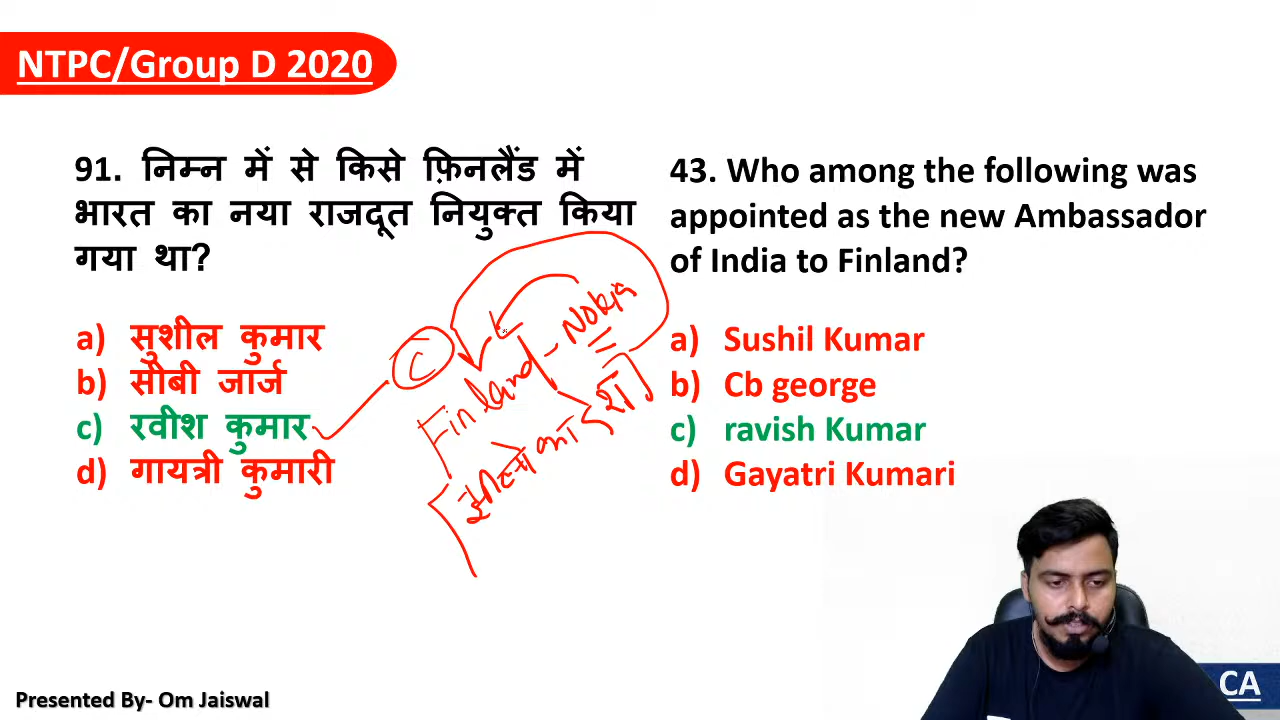 NTPC/Group D 2020
91. निम्न में से किसे फ़िनलैंड में
भारत का नया राजदूत नियुक्त किया
गया था?
a) सुशील कुमार
b) सीबी जार्ज
c) रवीश कुमार
d) गायत्री कुमारी
43. Who among the following was
appointed as the new Ambassador
of India to Finland?
a) Sushil Kumar
b) Cb george
c) ravish Kumar
d) Gayatri Kumari
C
Finland - Nokia
का देश
Presented By- Om Jaiswal
CA